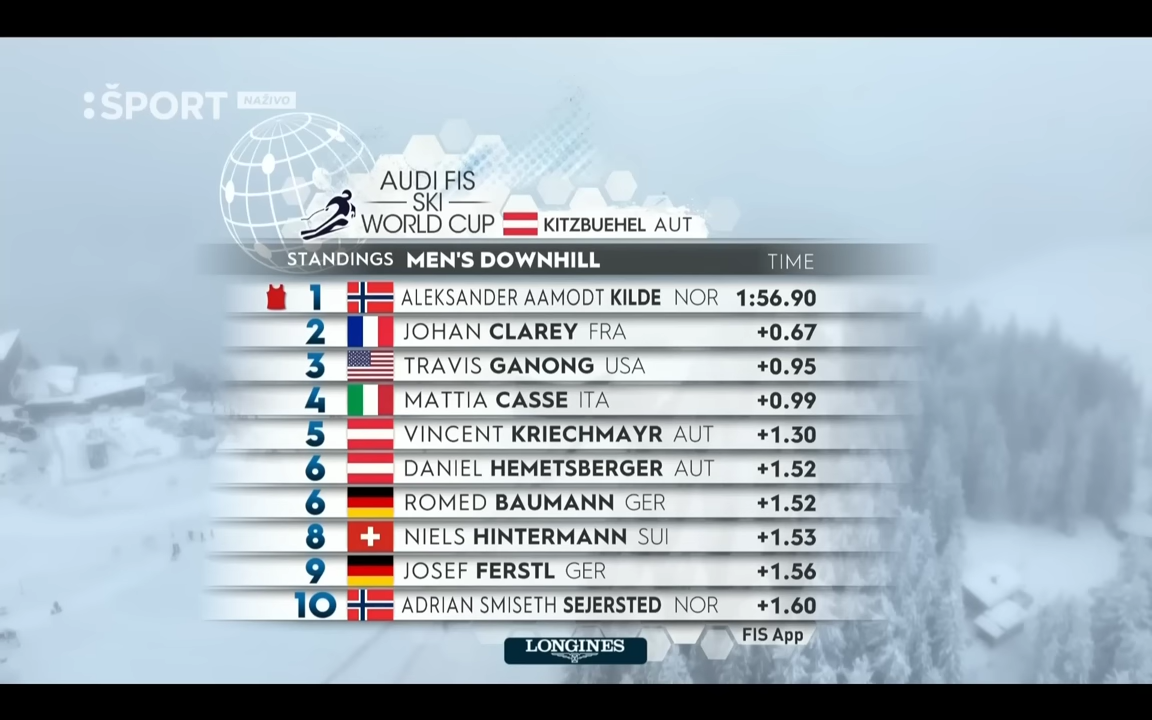 :ŠPORT NAŽIVO
AUDI FIS
SKI
WORLD CUP
KITZBUEHEL AUT
STANDINGS MEN'S DOWNHILL TIME
1 ALEKSANDER AAMODT KILDE NOR 1:56.90
2 JOHAN CLAREY FRA +0.67
3 TRAVIS GANONG USA +0.95
4 MATTIA CASSE ITA +0.99
5 VINCENT KRIECHMAYR AUT +1.30
6 DANIEL HEMETSBERGER AUT +1.52
6 ROMED BAUMANN GER +1.52
8 NIELS HINTERMANN SUI +1.53
9 JOSEF FERSTL GER +1.56
10 ADRIAN SMISETH SEJERSTED NOR +1.60
FIS App
LONGINES